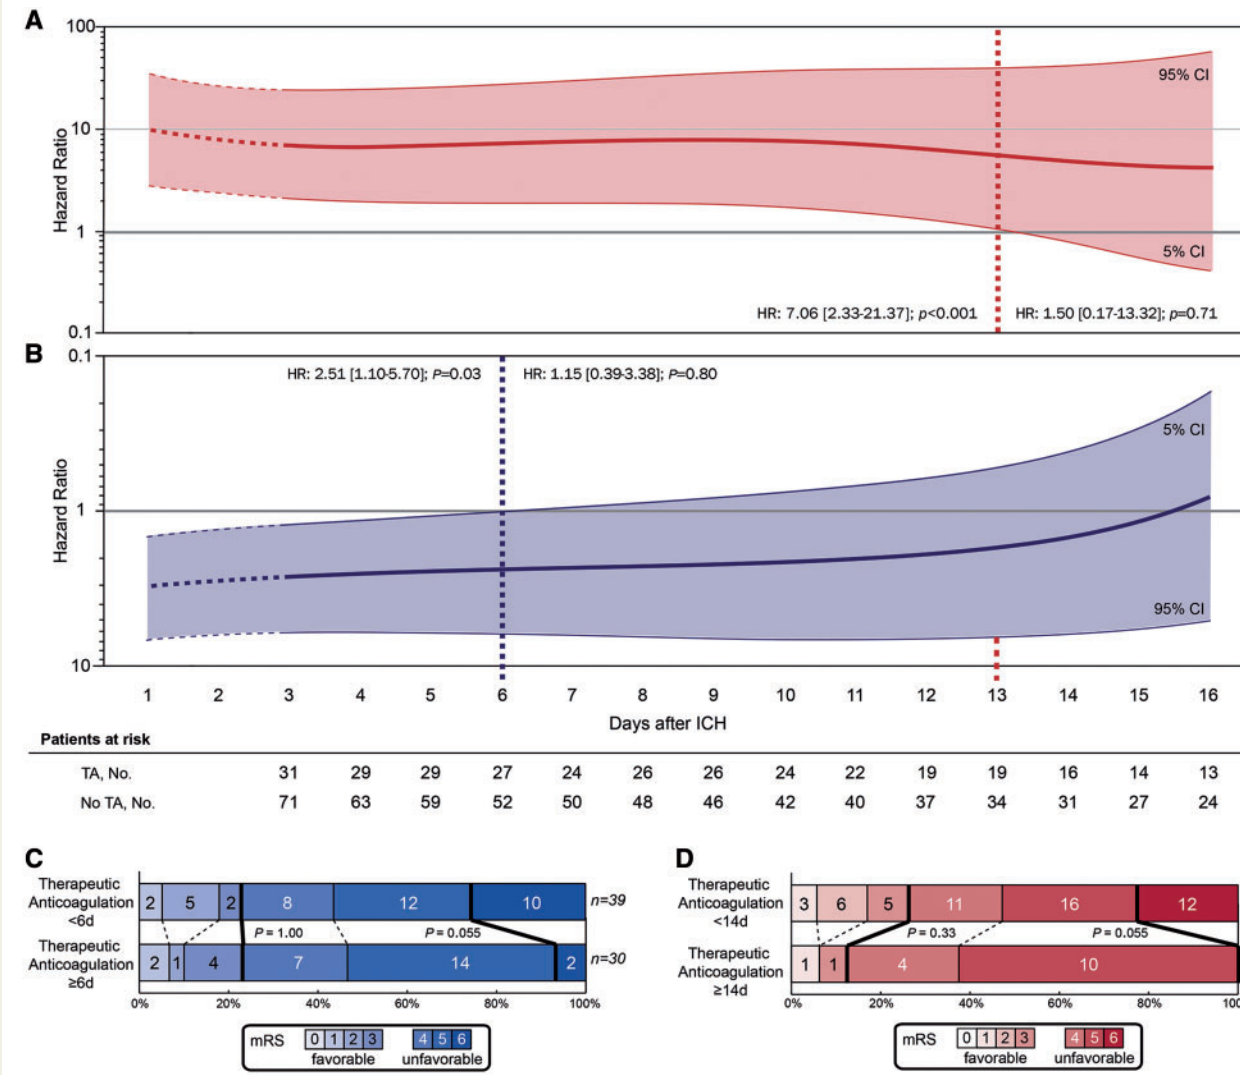 A
100
10
1
0.1
Hazard Ratio
95% CI
5% CI
HR: 7.06 [2.33-21.37]; p<0.001
HR: 1.50 [0.17-13.32]; p=0.71
B
0.1
1
10
Hazard Ratio
HR: 2.51 [1.10-5.70]; P=0.03
HR: 1.15 [0.39-3.38]; P=0.80
5% CI
95% CI
1 2 3 4 5 6 7 8 9 10 11 12 13 14 15 16
Days after ICH
Patients at risk
TA, No. 31 29 29 27 24 26 26 24 22 19 19 16 14 13
No TA, No. 71 63 59 52 50 48 46 42 40 37 34 31 27 24
C
Therapeutic
Anticoagulation
<6d
2 5 2 8 12 10 n=39
P = 1.00 P = 0.055
Therapeutic
Anticoagulation
≥6d
2 1 4 7 14 2 n=30
0% 20% 40% 60% 80% 100%
mRS 0 1 2 3 4 5 6
favorable unfavorable
D
Therapeutic
Anticoagulation
<14d
3 6 5 11 16 12
P = 0.33 P = 0.055
Therapeutic
Anticoagulation
≥14d
1 1 4 10
0% 20% 40% 60% 80% 100
mRS 0 1 2 3 4 5 6
favorable unfavorable